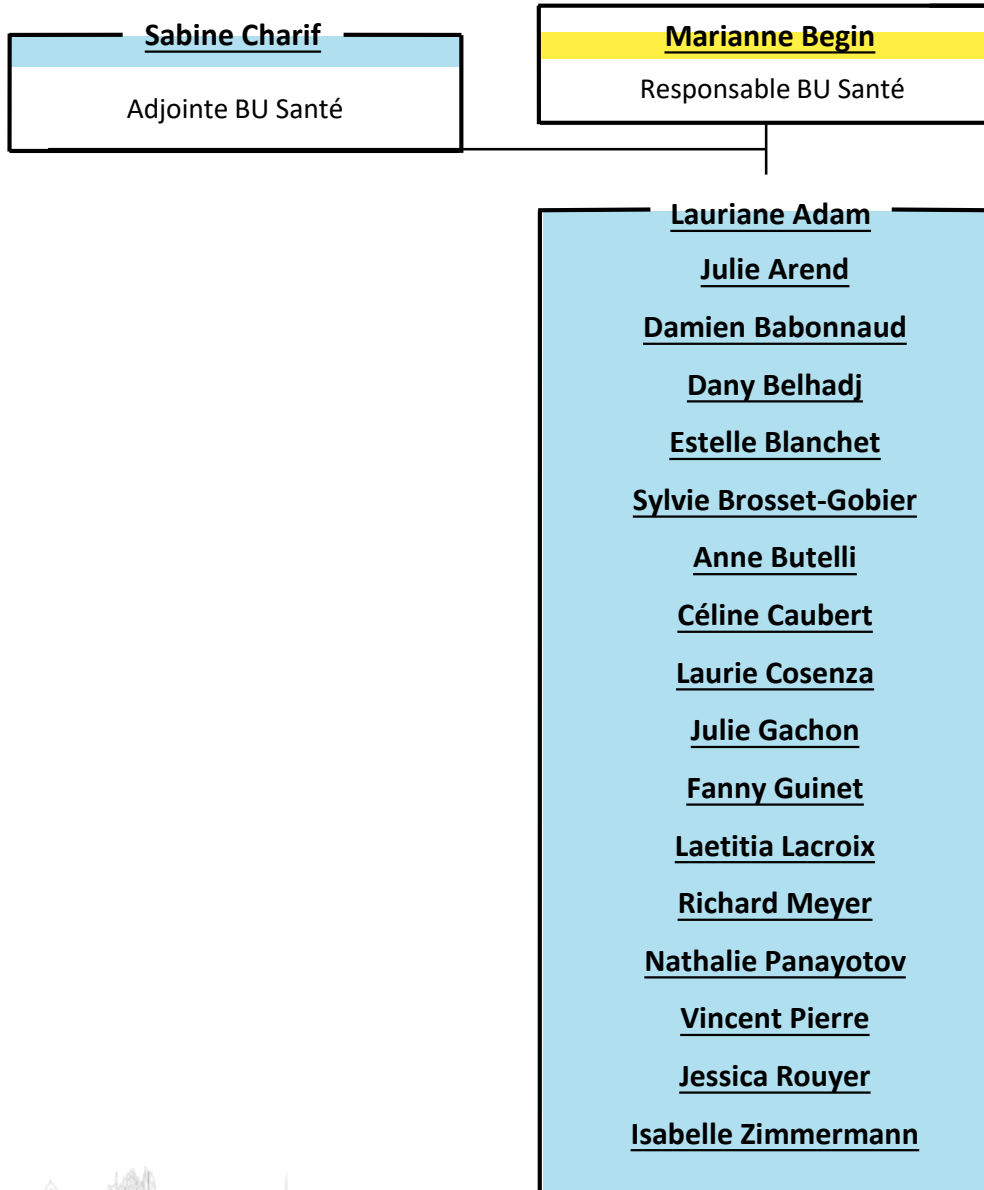 Sabine Charif
Adjointe BU Santé
Marianne Begin
Responsable BU Santé
Lauriane Adam
Julie Arend
Damien Babonnaud
Dany Belhadj
Estelle Blanchet
Sylvie Brosset-Gobier
Anne Butelli
Céline Caubert
Laurie Cosenza
Julie Gachon
Fanny Guinet
Laetitia Lacroix
Richard Meyer
Nathalie Panayotov
Vincent Pierre
Jessica Rouyer
Isabelle Zimmermann